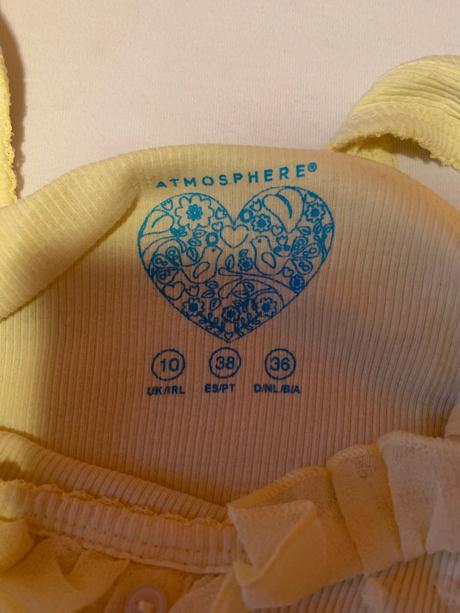 ATMOSPHERE®
10 38 36
UK/IRL ES/PT D/NL/B/A